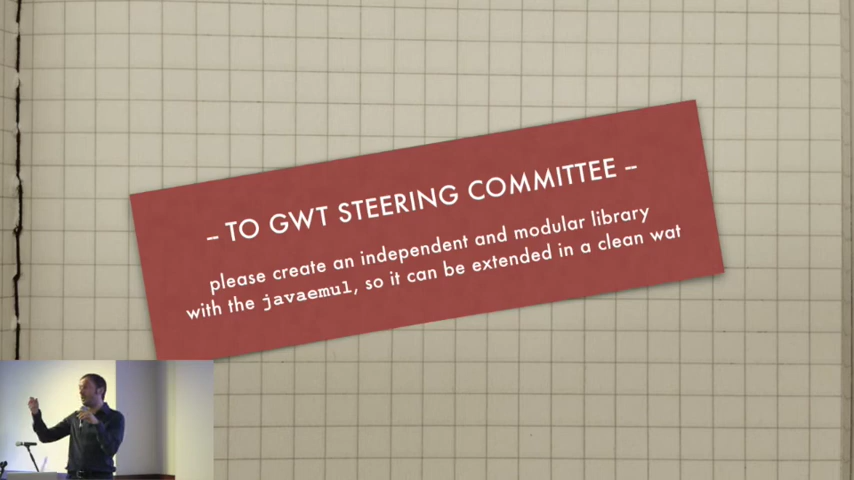 – TO GWT STEERING COMMITTEE –
please create an independent and modular library
with the javaemul, so it can be extended in a clean wat